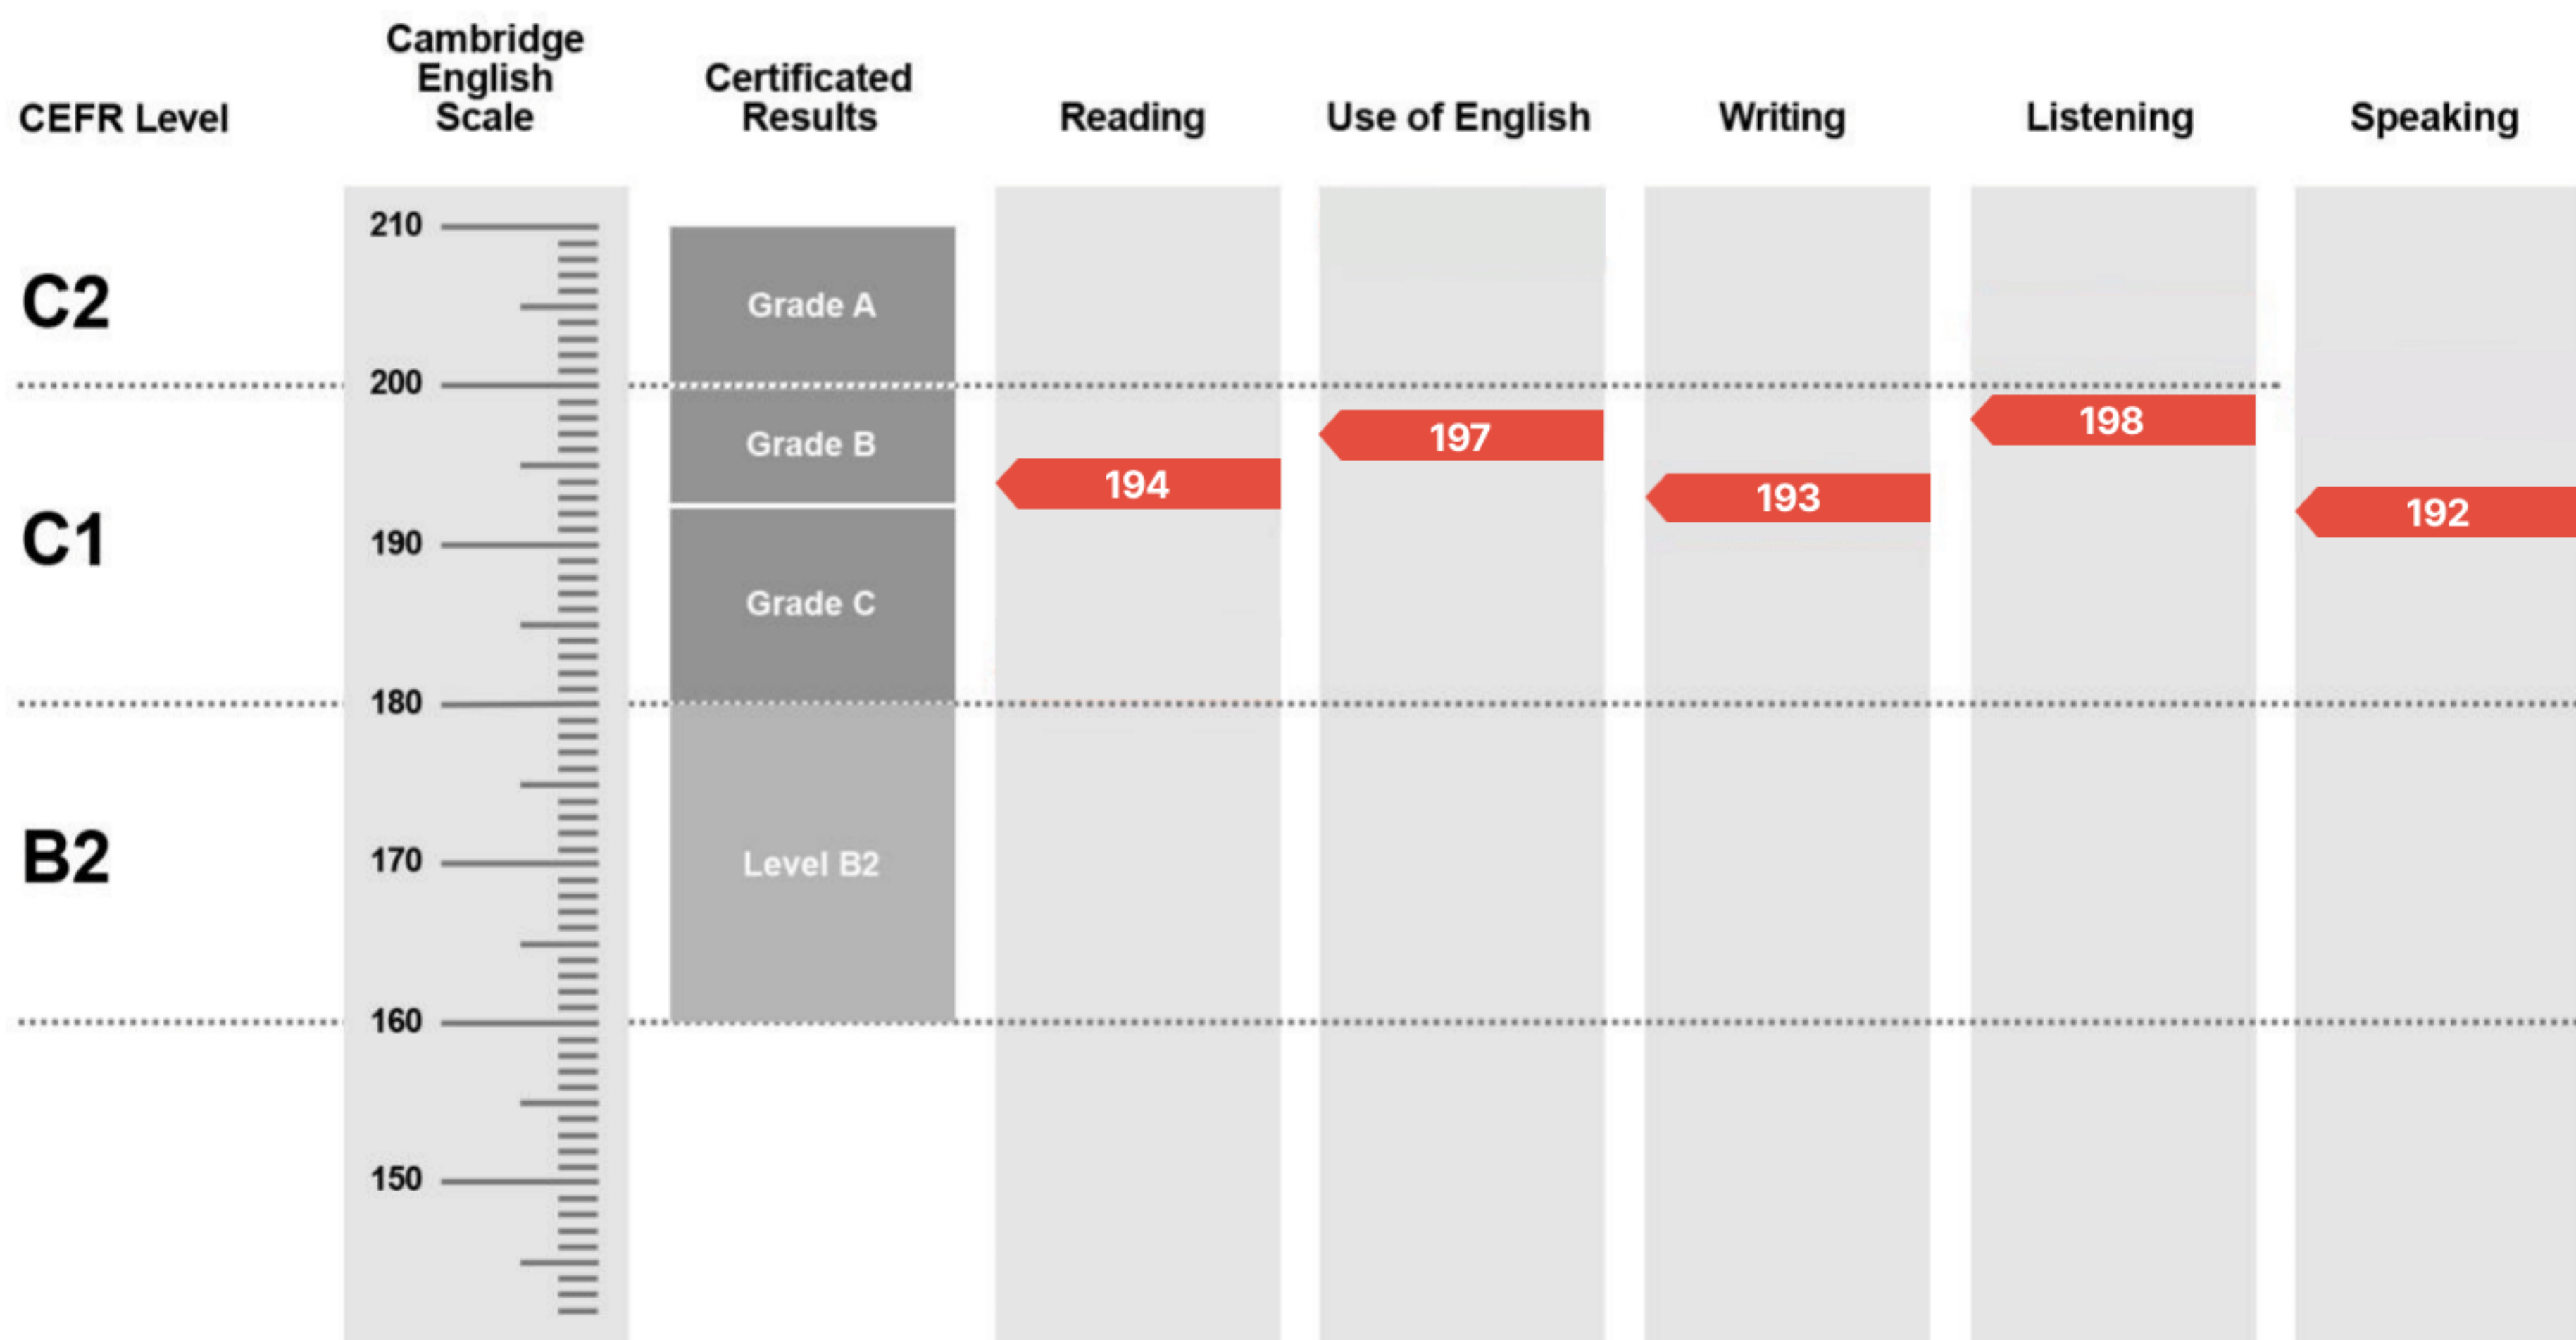 CEFR Level
Cambridge
English
Scale
Certificated
Results
Reading
Use of English
Writing
Listening
Speaking
C2
C1
B2
210
200
190
180
170
160
150
Grade A
Grade B
Grade C
Level B2
194
197
193
198
192